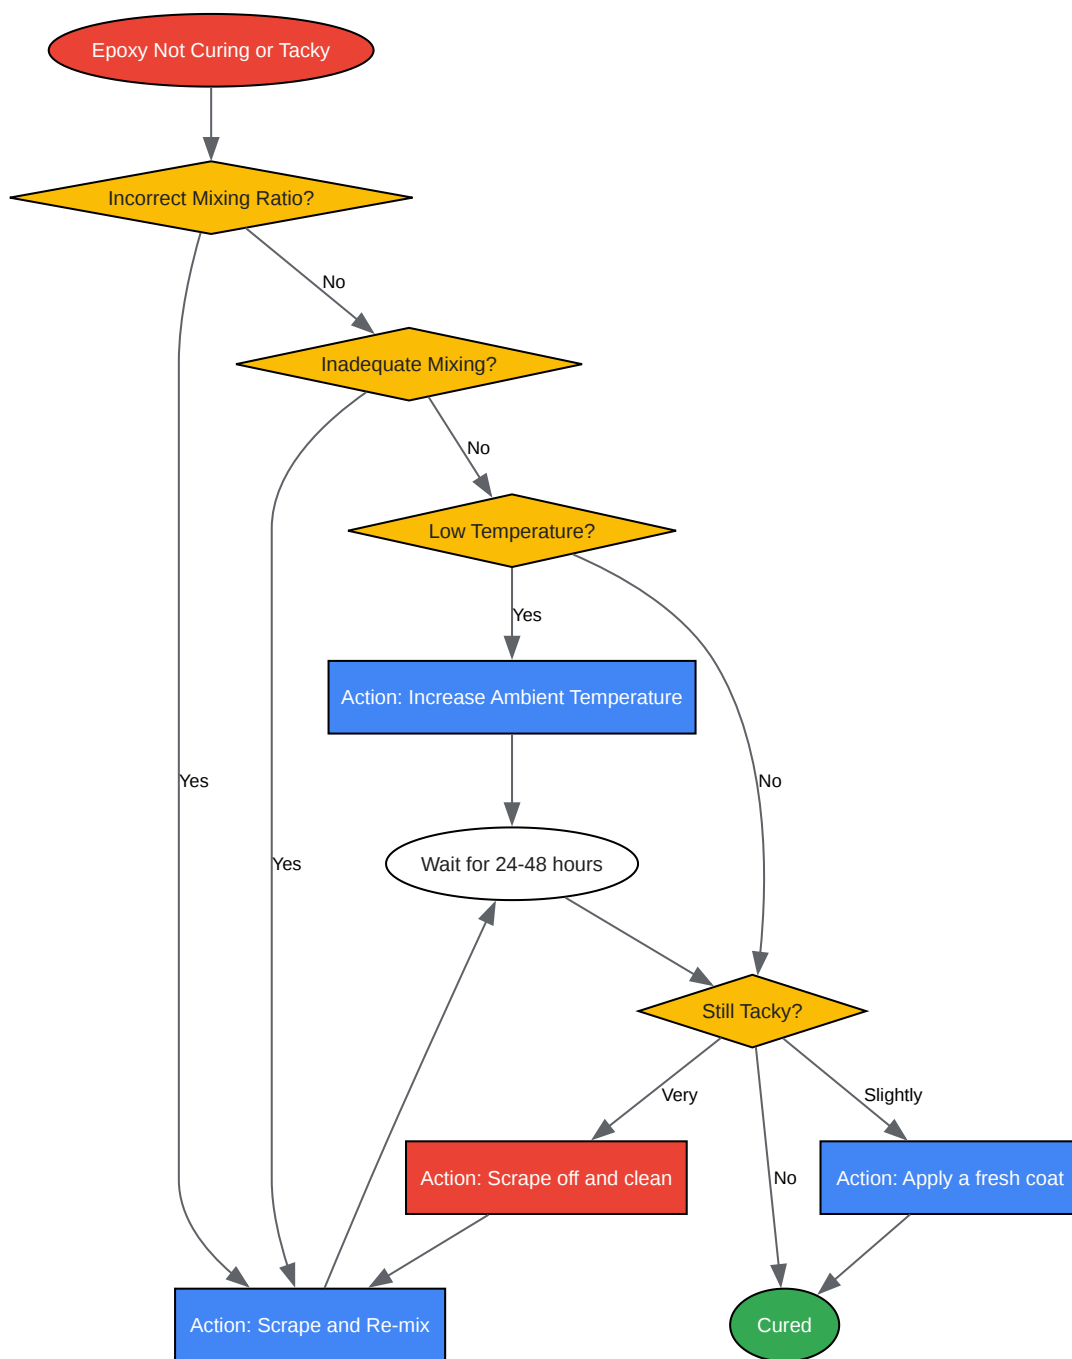 Epoxy Not Curing or Tacky
Incorrect Mixing Ratio?
No
Inadequate Mixing?
No
Low Temperature?
Yes
Action: Increase Ambient Temperature
Yes
No
Yes
Wait for 24-48 hours
Still Tacky?
Very
Slightly
Action: Scrape off and clean
No
Action: Apply a fresh coat
Action: Scrape and Re-mix
Cured